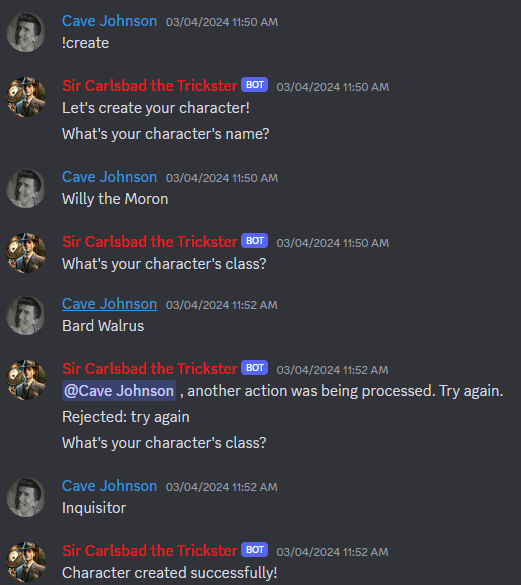 Cave Johnson 03/04/2024 11:50 AM
!create
Sir Carlsbad the Trickster BOT 03/04/2024 11:50 AM
Let's create your character!
What's your character's name?
Cave Johnson 03/04/2024 11:50 AM
Willy the Moron
Sir Carlsbad the Trickster BOT 03/04/2024 11:50 AM
What's your character's class?
Cave Johnson 03/04/2024 11:52 AM
Bard Walrus
Sir Carlsbad the Trickster BOT 03/04/2024 11:52 AM
@Cave Johnson , another action was being processed. Try again.
Rejected: try again
What's your character's class?
Cave Johnson 03/04/2024 11:52 AM
Inquisitor
Sir Carlsbad the Trickster BOT 03/04/2024 11:52 AM
Character created successfully!